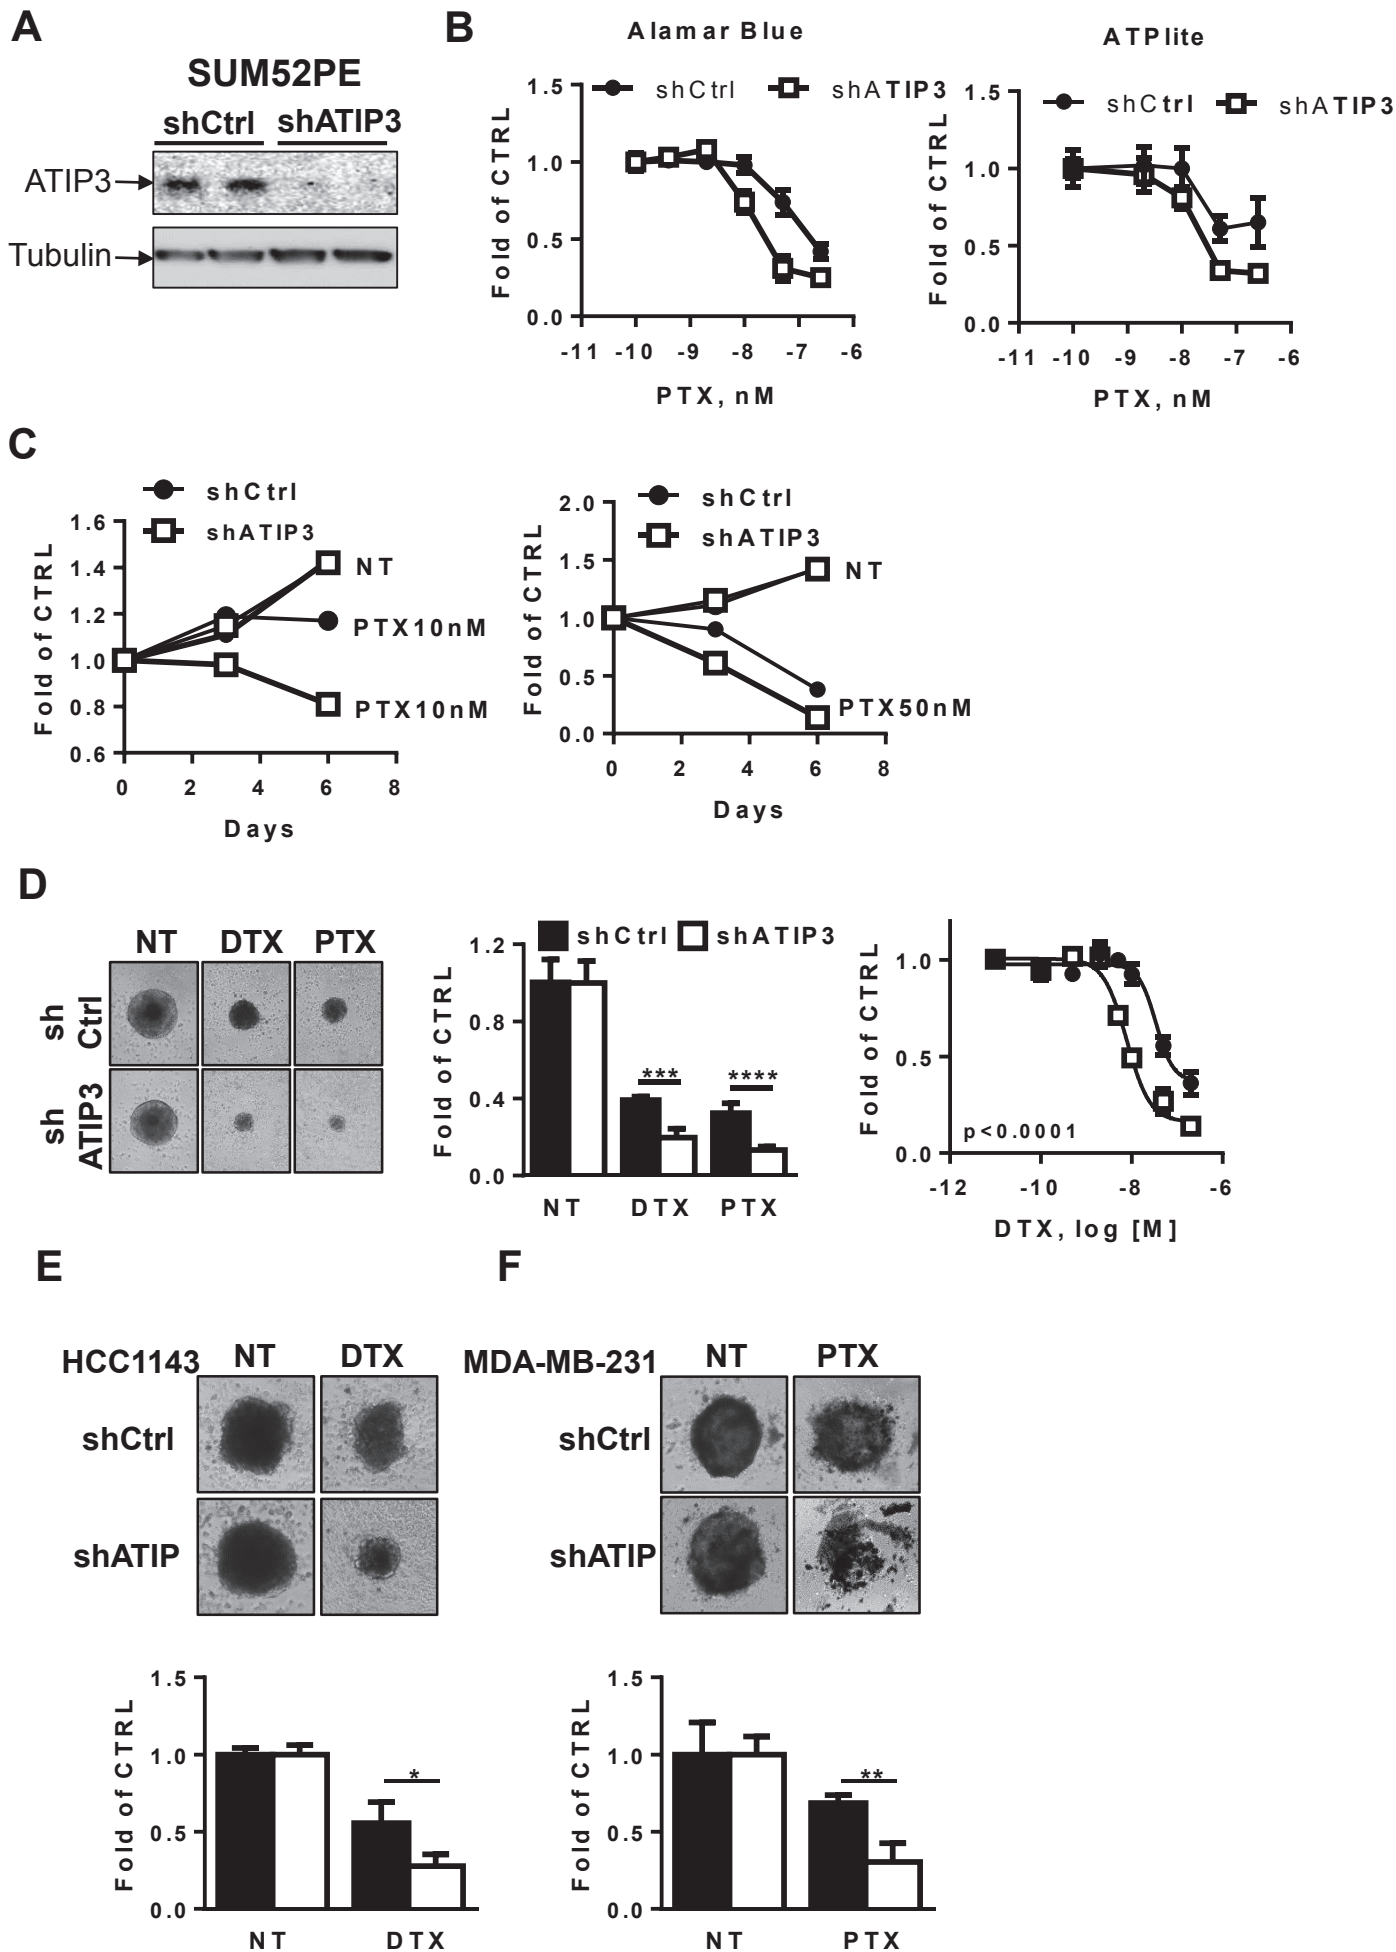 A
SUM52PE
shCtrl shATIP3
ATIP3
Tubulin
B
Alamar Blue
shCtrl shATIP3
Fold of CTRL
1.5
1.0
0.5
0.0
-11 -10 -9 -8 -7 -6
PTX, nM
ATPlite
shCtrl shATIP3
Fold of CTRL
1.5
1.0
0.5
0.0
-11 -10 -9 -8 -7 -6
PTX, nM
C
shCtrl
shATIP3
Fold of CTRL
1.6
1.4
1.2
1.0
0.8
0.6
NT
PTX10nM
PTX10nM
0 2 4 6 8
Days
shCtrl
shATIP3
Fold of CTRL
2.0
1.5
1.0
0.5
0.0
NT
PTX50nM
0 2 4 6 8
Days
D
NT DTX PTX
sh
Ctrl
sh
ATIP3
shCtrl shATIP3
Fold of CTRL
1.2
0.8
0.4
0.0
***
****
NT DTX PTX
Fold of CTRL
1.0
0.5
0.0
p<0.0001
-12 -10 -8 -6
DTX, log [M]
E
HCC1143 NT DTX
shCtrl
shATIP
Fold of CTRL
1.5
1.0
0.5
0.0
*
NT DTX
F
MDA-MB-231 NT PTX
shCtrl
shATIP
Fold of CTRL
1.5
1.0
0.5
0.0
**
NT PTX